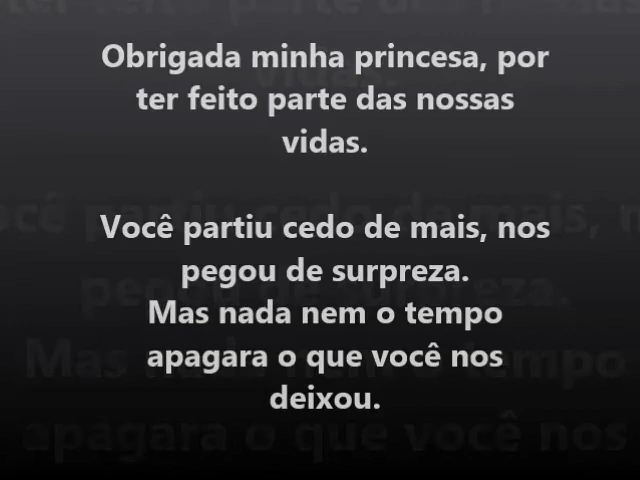 Obrigada minha princesa, por
ter feito parte das nossas
vidas.
Você partiu cedo de mais, nos
pegou de surpreza.
Mas nada nem o tempo
apagara o que você nos
deixou.